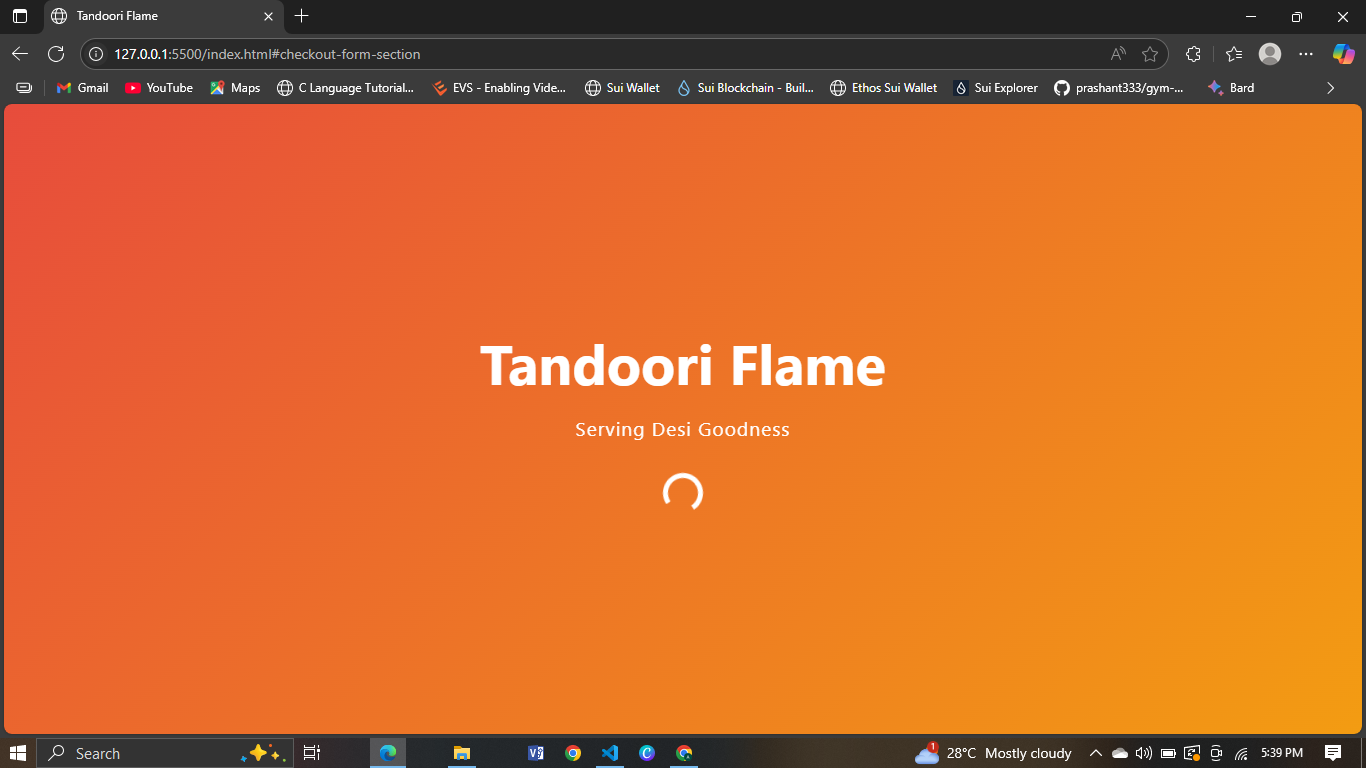 Tandoori Flame
127.0.0.1:5500/index.html#checkout-form-section
Gmail YouTube Maps C Language Tutorial... EVS - Enabling Vide... Sui Wallet Sui Blockchain - Buil... Ethos Sui Wallet Sui Explorer prashant333/gym-... Bard
Tandoori Flame
Serving Desi Goodness
Search 1 28°C Mostly cloudy 5:39 PM